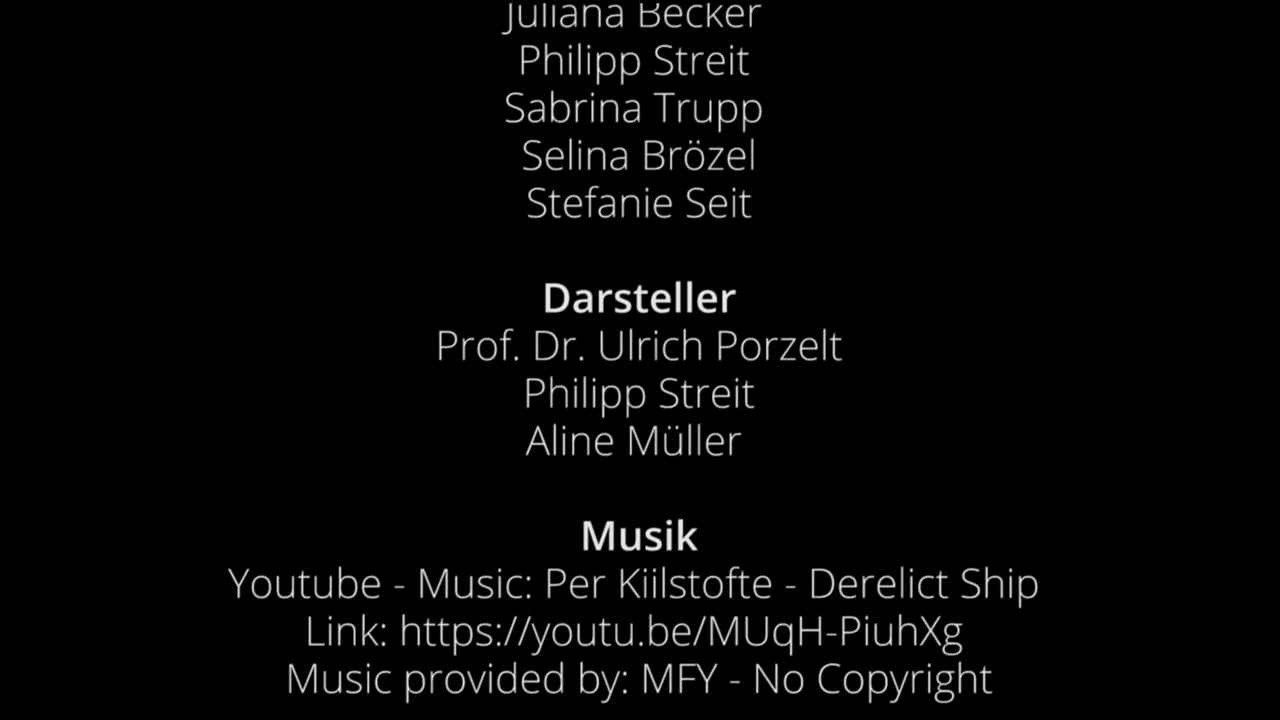 Juliana Becker
Philipp Streit
Sabrina Trupp
Selina Brözel
Stefanie Seit
Darsteller
Prof. Dr. Ulrich Porzelt
Philipp Streit
Aline Müller
Musik
Youtube - Music: Per Kiilstofte - Derelict Ship
Link: https://youtu.be/MUqH-PiuhXg
Music provided by: MFY - No Copyright